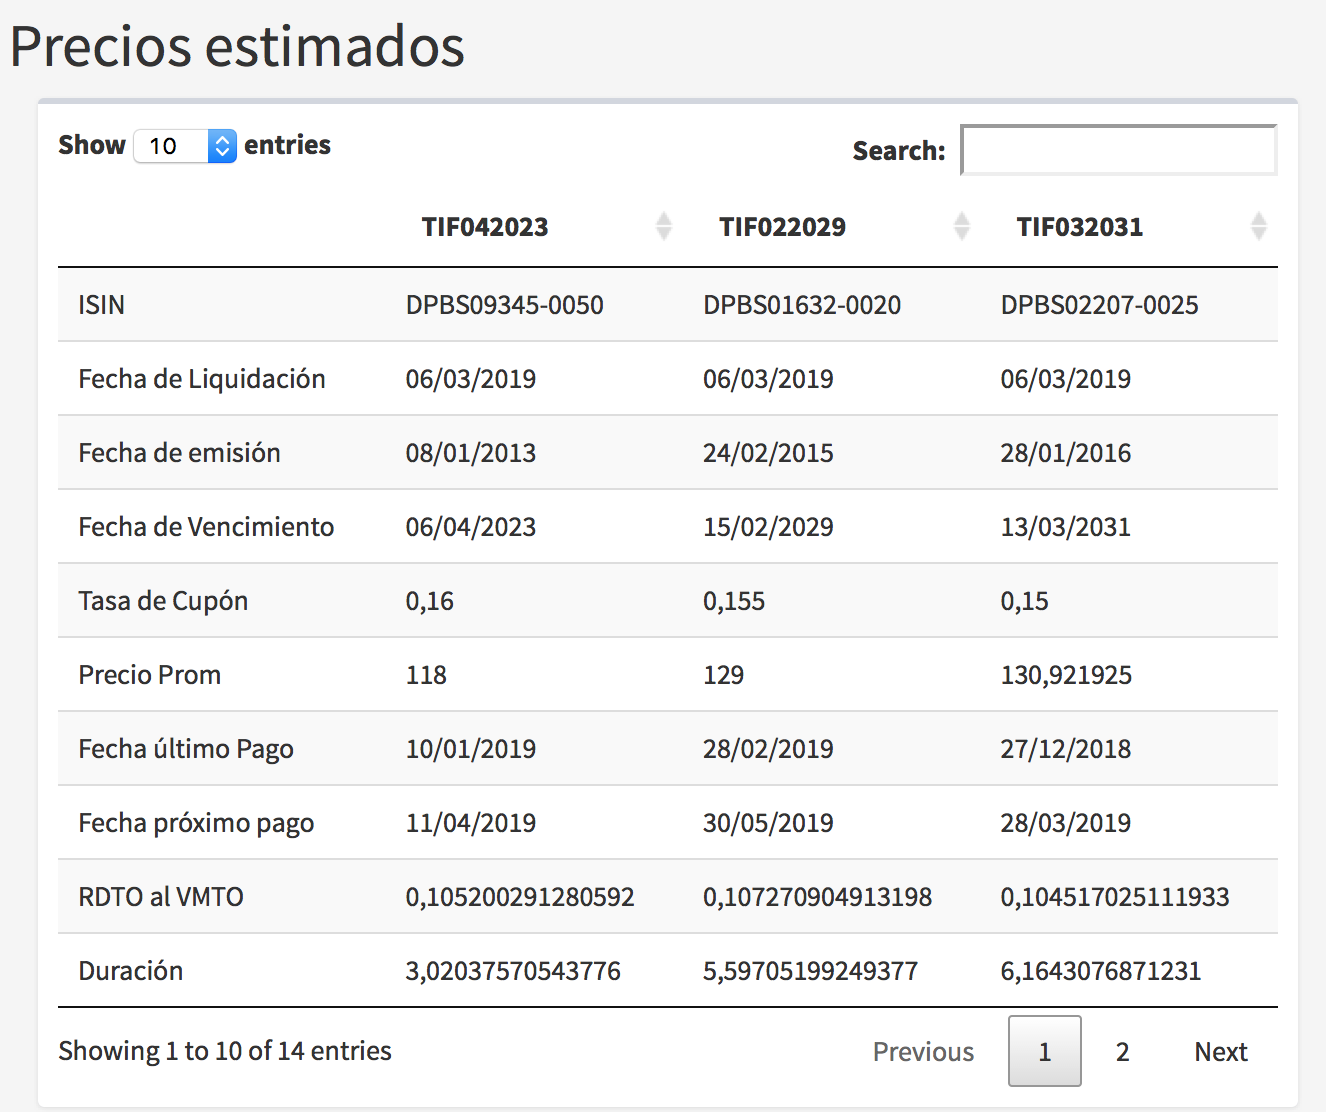 Precios estimados
Show 10 entries Search:
TIF042023 TIF022029 TIF032031
ISIN DPBS09345-0050 DPBS01632-0020 DPBS02207-0025
Fecha de Liquidación 06/03/2019 06/03/2019 06/03/2019
Fecha de emisión 08/01/2013 24/02/2015 28/01/2016
Fecha de Vencimiento 06/04/2023 15/02/2029 13/03/2031
Tasa de Cupón 0,16 0,155 0,15
Precio Prom 118 129 130,921925
Fecha último Pago 10/01/2019 28/02/2019 27/12/2018
Fecha próximo pago 11/04/2019 30/05/2019 28/03/2019
RDTO al VMTO 0,105200291280592 0,107270904913198 0,104517025111933
Duración 3,02037570543776 5,59705199249377 6,1643076871231
Showing 1 to 10 of 14 entries Previous 1 2 Next